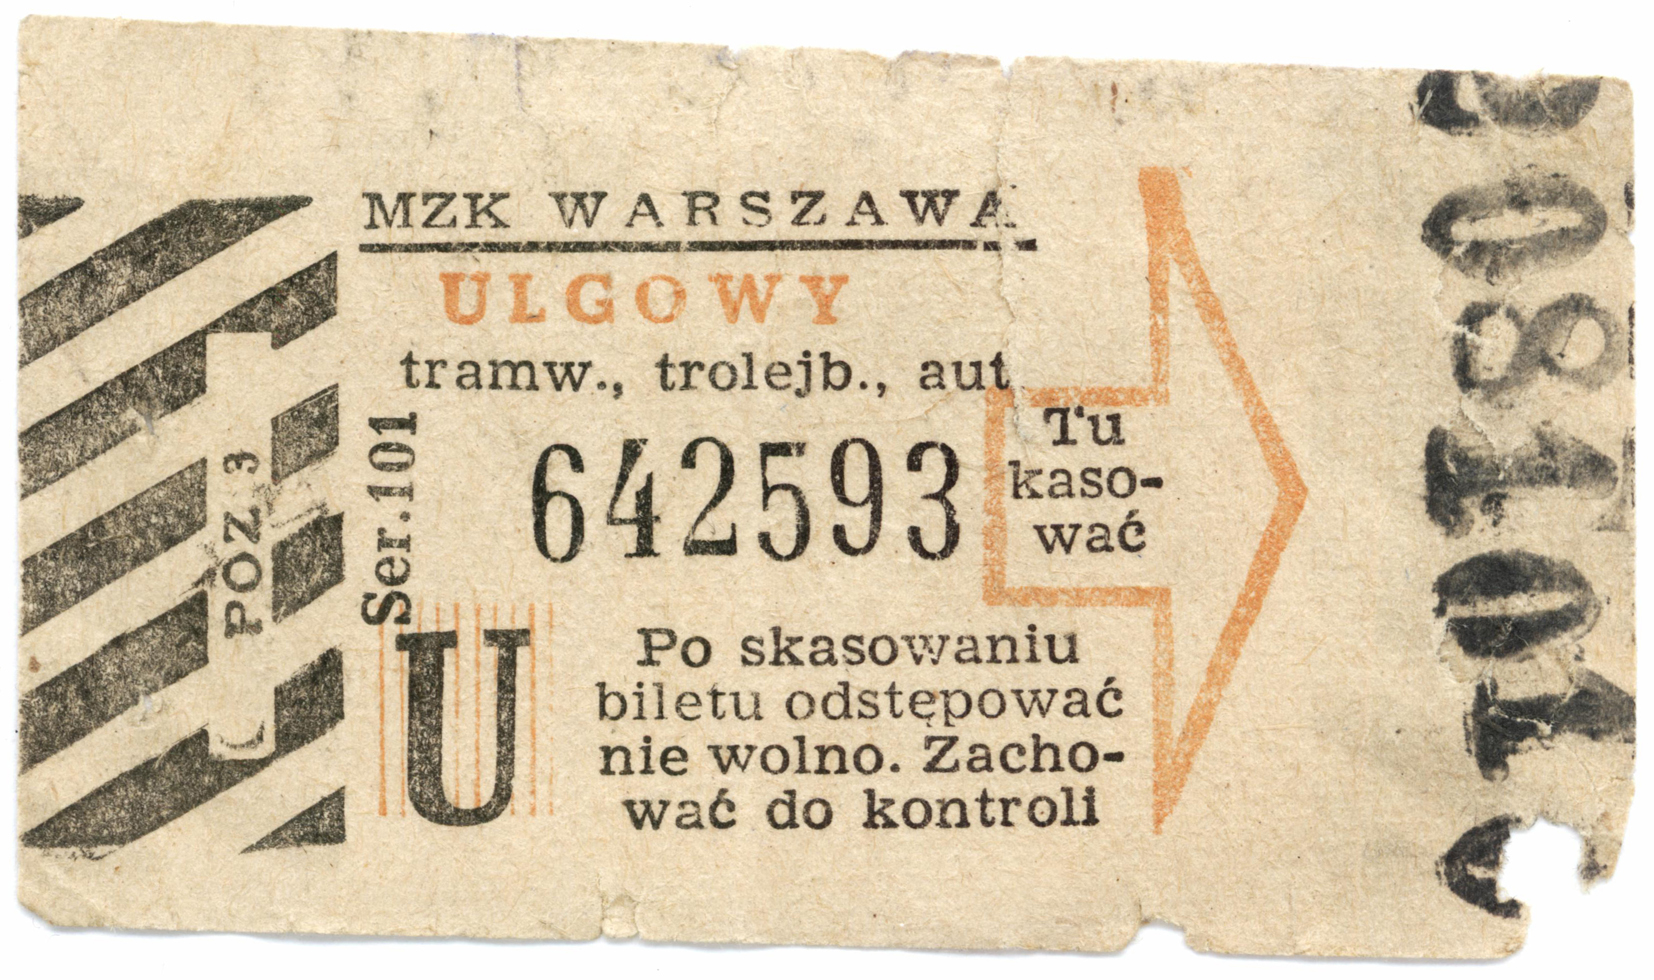 MZK WARSZAWA
ULGOWY
tramw., trolejb., aut
POZ 3
Ser.101
642593
Tu
kaso-
wać
U
Po skasowaniu
biletu odstępować
nie wolno. Zacho-
wać do kontroli